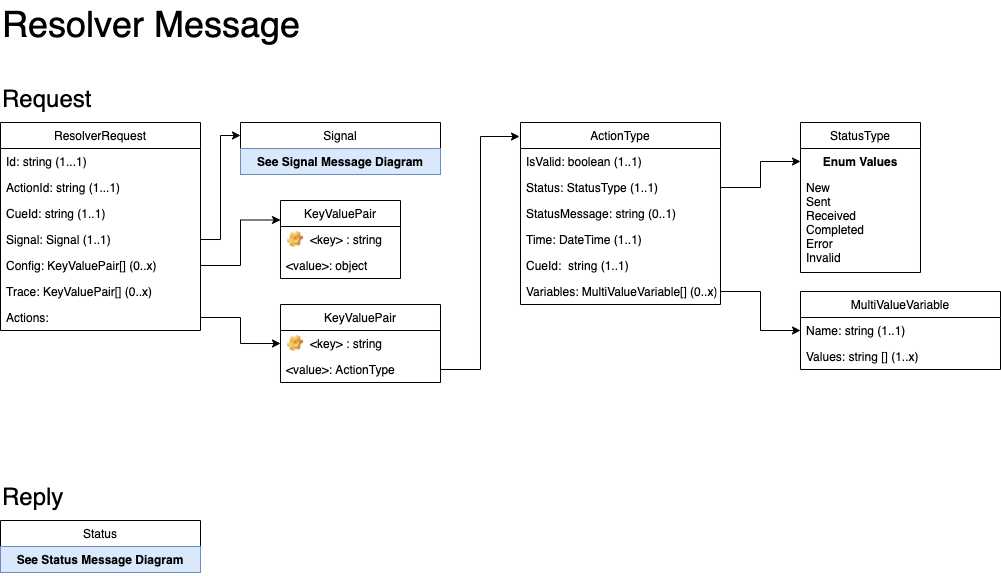 Resolver Message
Request
ResolverRequest
Id: string (1...1)
ActionId: string (1...1)
CueId: string (1..1)
Signal: Signal (1..1)
Config: KeyValuePair[] (0..x)
Trace: KeyValuePair[] (0..x)
Actions:
Signal
See Signal Message Diagram
KeyValuePair
<key> : string
<value>: object
KeyValuePair
<key> : string
<value>: ActionType
ActionType
IsValid: boolean (1..1)
Status: StatusType (1..1)
StatusMessage: string (0..1)
Time: DateTime (1..1)
CueId:  string (1..1)
Variables: MultiValueVariable[] (0..x)
StatusType
Enum Values
New
Sent
Received
Completed
Error
Invalid
MultiValueVariable
Name: string (1..1)
Values: string [] (1..x)
Reply
Status
See Status Message Diagram